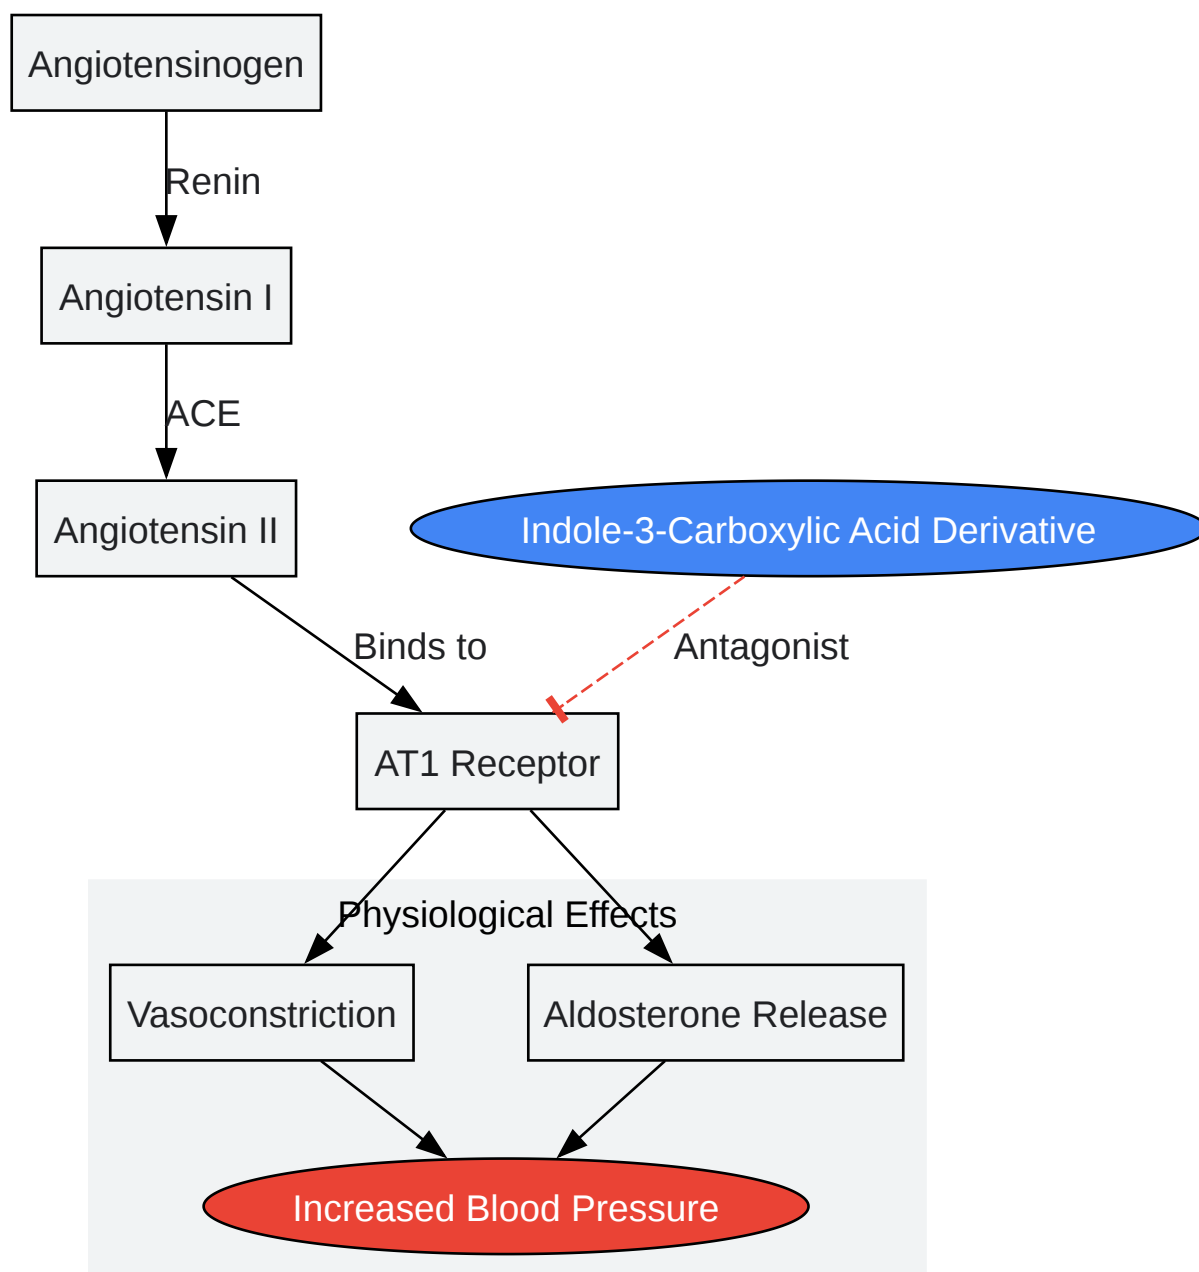 Angiotensinogen
Renin
Angiotensin I
ACE
Angiotensin II
Indole-3-Carboxylic Acid Derivative
Binds to
Antagonist
AT1 Receptor
Physiological Effects
Vasoconstriction
Aldosterone Release
Increased Blood Pressure